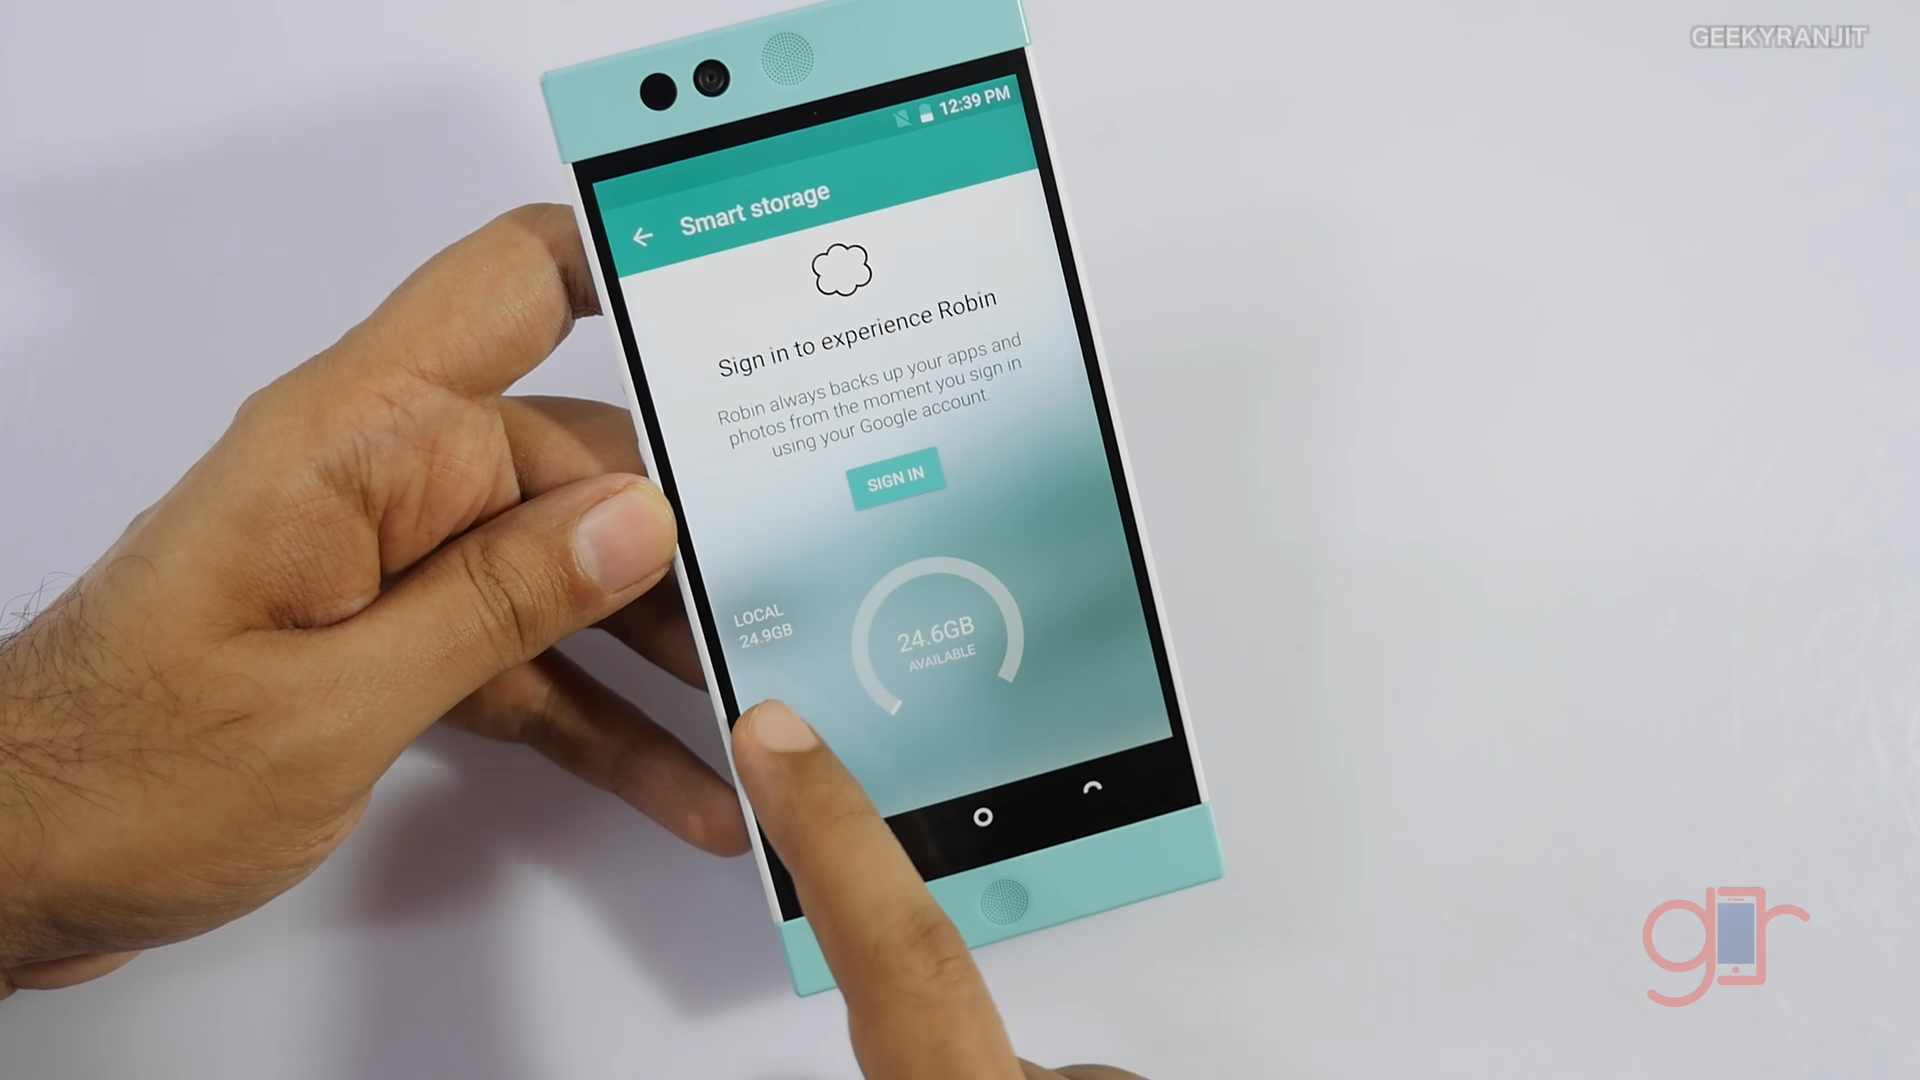 GEEKYRANJIT
12:39 PM
Smart storage
Sign in to experience Robin
Robin always backs up your apps and
photos from the moment you sign in
using your Google account.
SIGN IN
LOCAL
24.9GB
24.6GB
AVAILABLE
gr